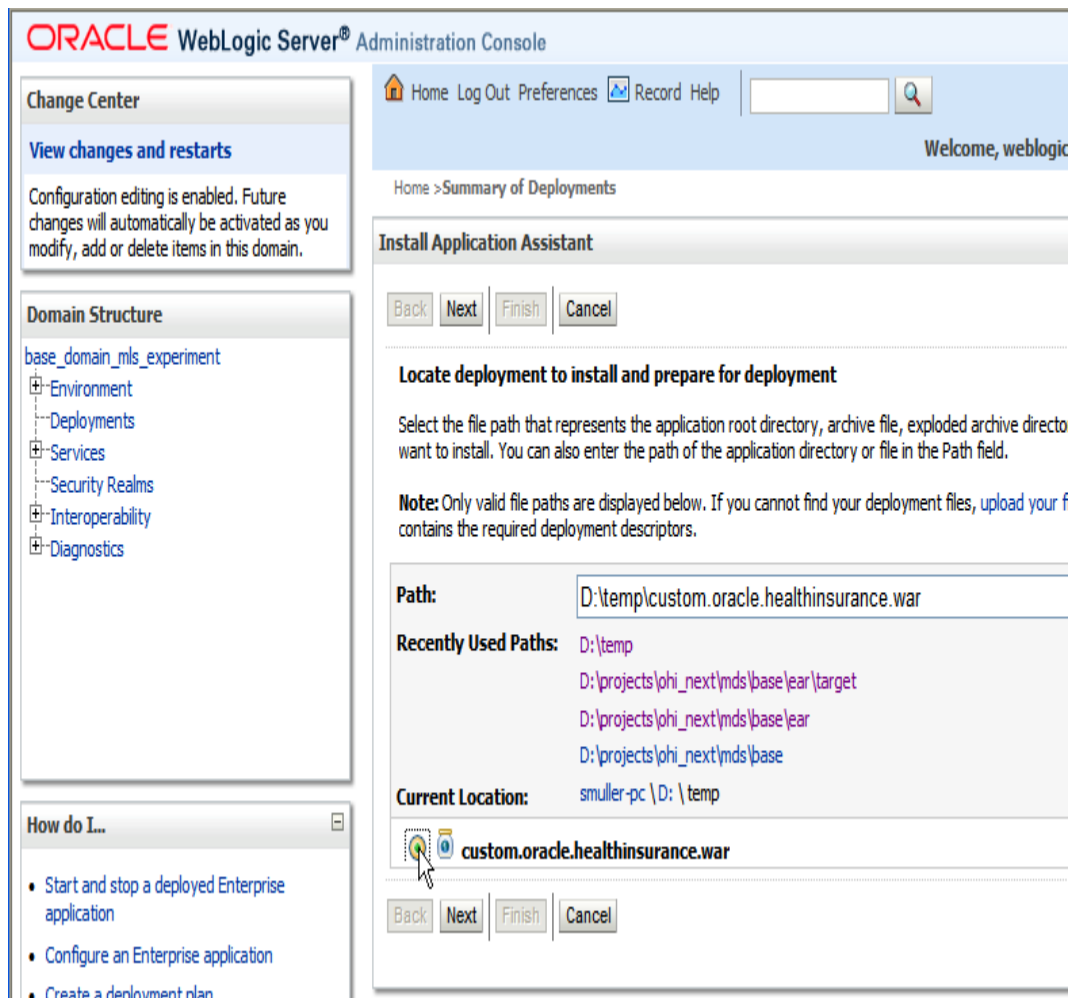 ORACLE WebLogic Server® Administration Console
Change Center
View changes and restarts
Configuration editing is enabled. Future
changes will automatically be activated as you
modify, add or delete items in this domain.
Domain Structure
base_domain_mls_experiment
Environment
Deployments
Services
Security Realms
Interoperability
Diagnostics
How do I...
Start and stop a deployed Enterprise
application
Configure an Enterprise application
Create a deployment plan
Home Log Out Preferences Record Help
Welcome, weblogic
Home >Summary of Deployments
Install Application Assistant
Back Next Finish Cancel
Locate deployment to install and prepare for deployment
Select the file path that represents the application root directory, archive file, exploded archive directo
want to install. You can also enter the path of the application directory or file in the Path field.
Note: Only valid file paths are displayed below. If you cannot find your deployment files, upload your fi
contains the required deployment descriptors.
Path: D:\temp\custom.oracle.healthinsurance.war
Recently Used Paths: D:\temp
D:\projects\ohi_next\mds\base\ear\target
D:\projects\ohi_next\mds\base\ear
D:\projects\ohi_next\mds\base
Current Location: smuller-pc \D: \temp
custom.oracle.healthinsurance.war
Back Next Finish Cancel